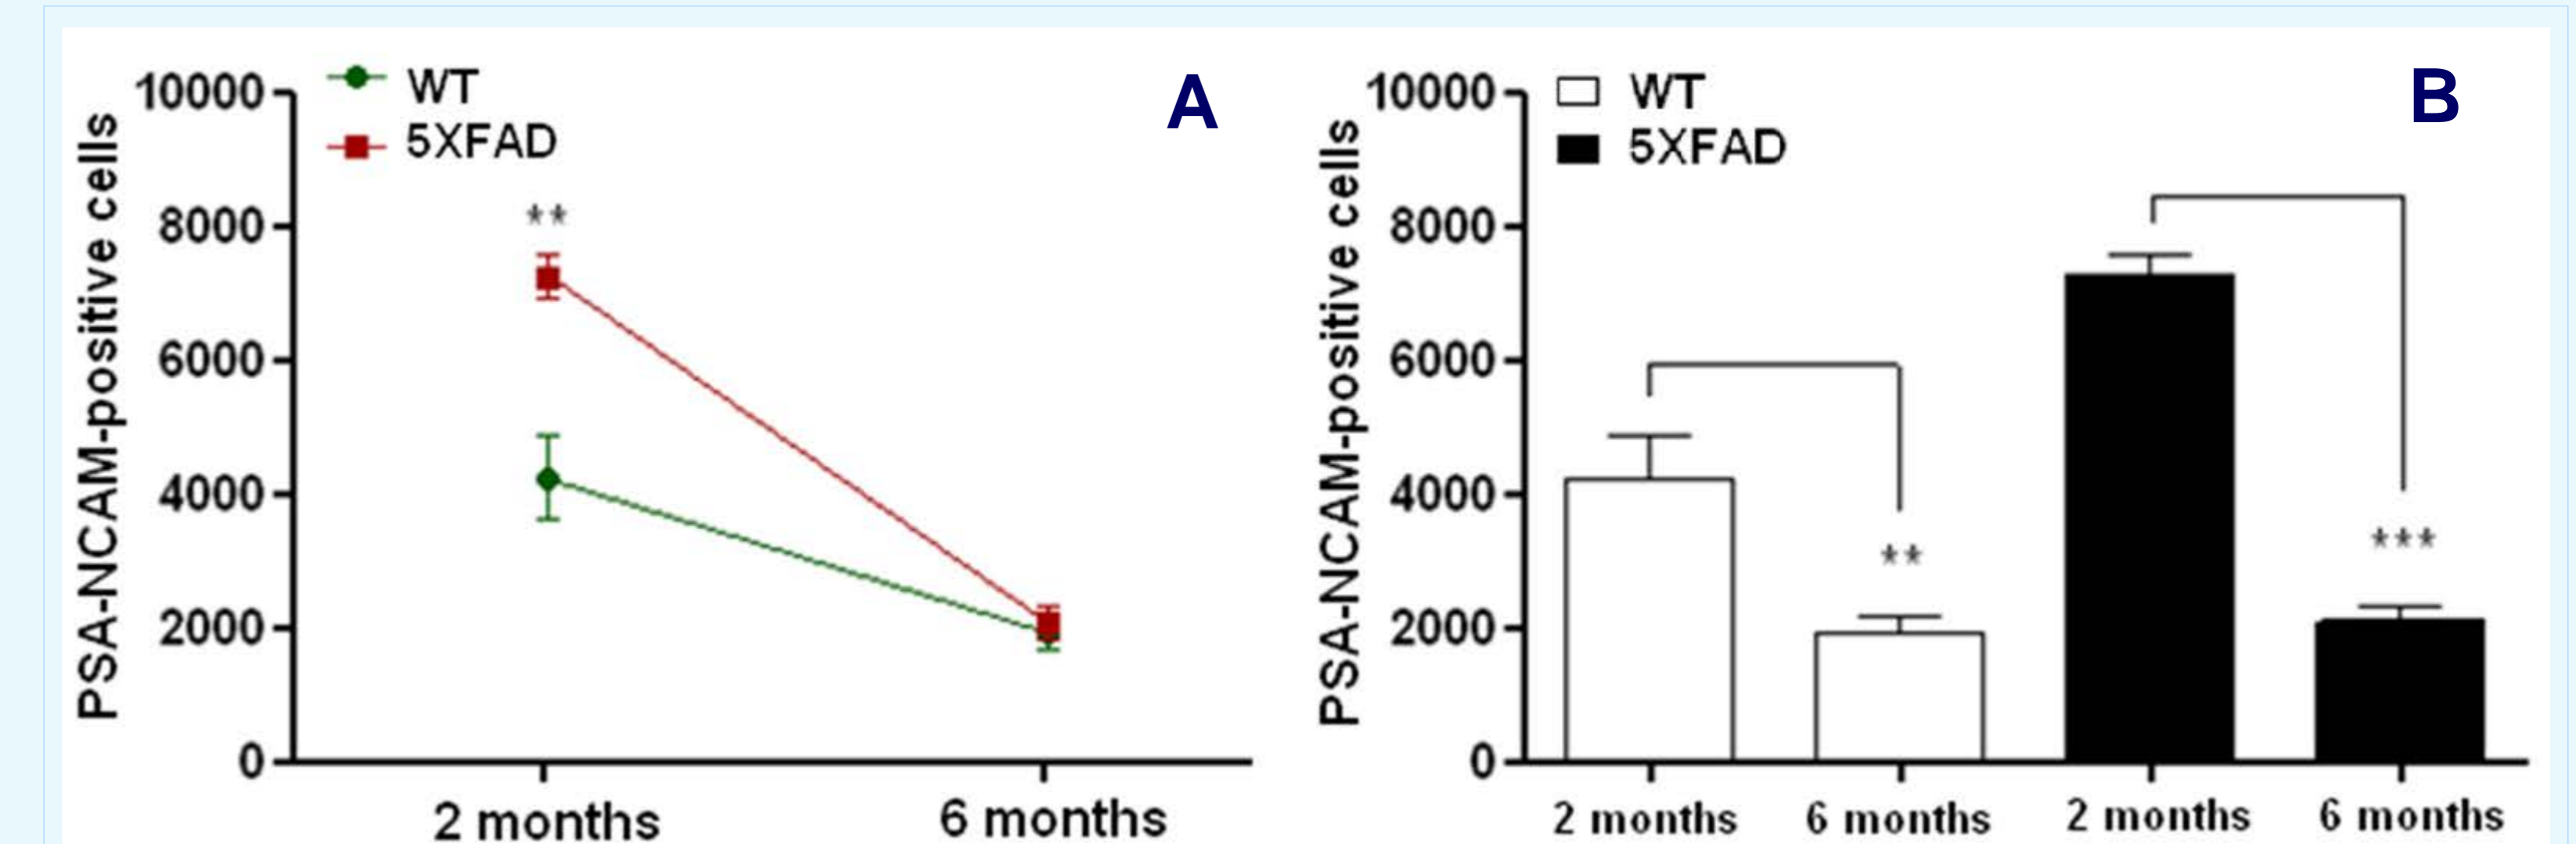 A
PSA-NCAM-positive cells
WT
5XFAD
10000
8000
6000
4000
2000
0
**
2 months
6 months
B
PSA-NCAM-positive cells
WT
5XFAD
10000
8000
6000
4000
2000
0
**
***
2 months
6 months
2 months
6 months